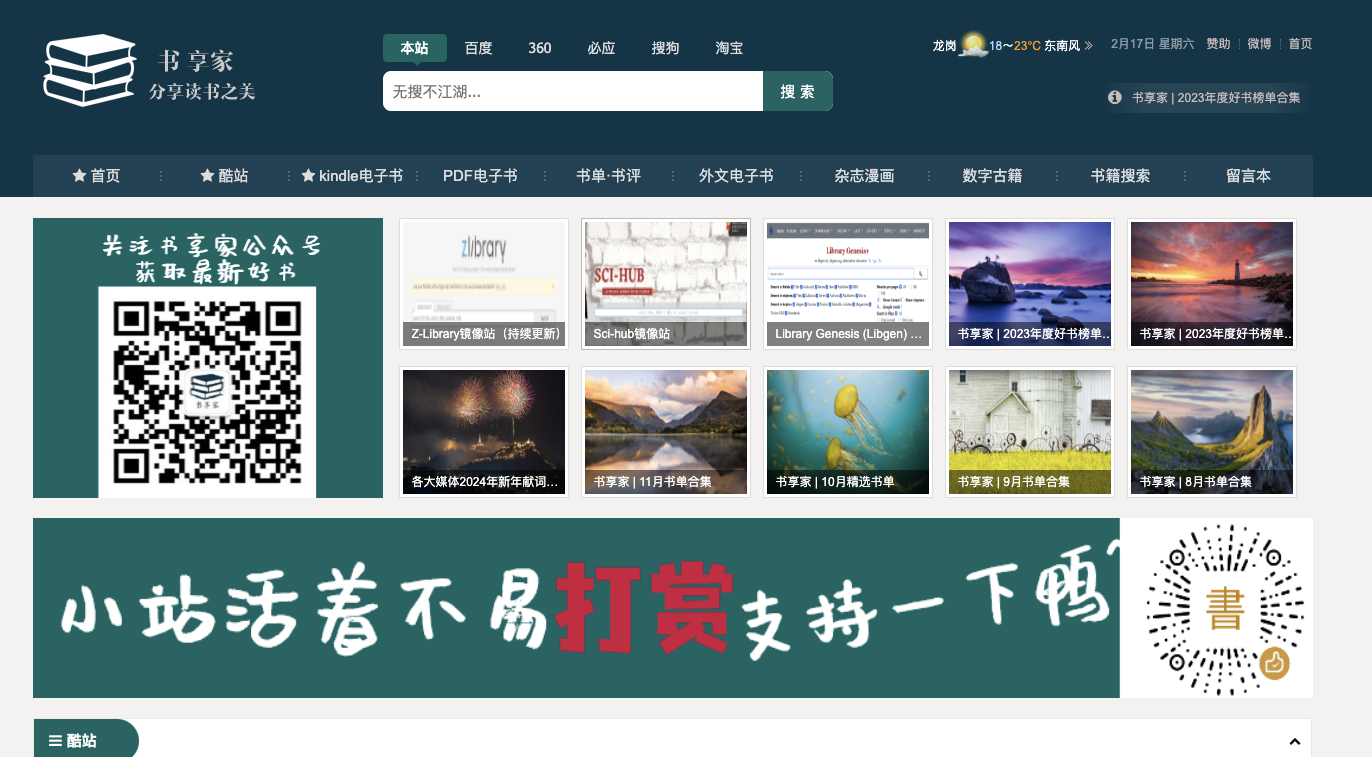 书享家
分享读书之美
本站 百度 360 必应 搜狗 淘宝
无搜不江湖...
搜 索
龙岗 18～23°C 东南风
2月17日 星期六 赞助 微博 首页
书享家 | 2023年度好书榜单合集
首页 酷站 kindle电子书 PDF电子书 书单·书评 外文电子书 杂志漫画 数字古籍 书籍搜索 留言本
关注书享家公众号
获取最新好书
书享家
zlibrary
Z-Library镜像站（持续更新）
SCI-HUB
Sci-hub镜像站
Library Genesis+
Library Genesis (Libgen) ...
书享家 | 2023年度好书榜单...
书享家 | 2023年度好书榜单...
各大媒体2024年新年献词...
书享家 | 11月书单合集
书享家 | 10月精选书单
书享家 | 9月书单合集
书享家 | 8月书单合集
小站活着不易打赏支持一下鸭~
書
酷站